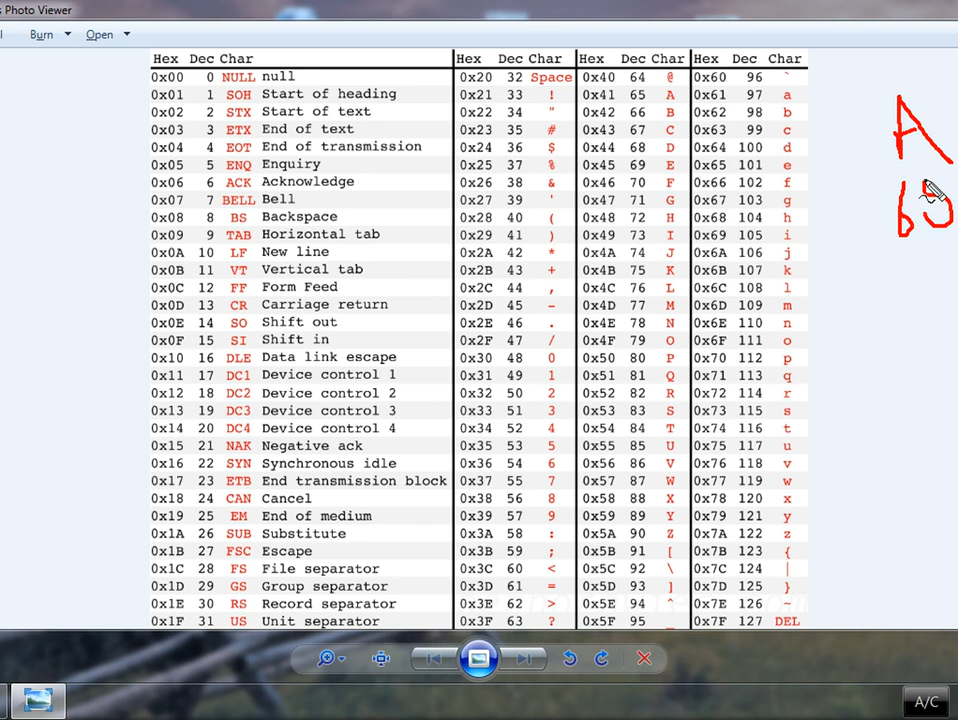 s Photo Viewer
Burn Open
Hex Dec Char Hex Dec Char Hex Dec Char Hex Dec Char
0x00 0 NULL null 0x20 32 Space 0x40 64 @ 0x60 96 `
0x01 1 SOH Start of heading 0x21 33 ! 0x41 65 A 0x61 97 a
0x02 2 STX Start of text 0x22 34 " 0x42 66 B 0x62 98 b
0x03 3 ETX End of text 0x23 35 # 0x43 67 C 0x63 99 c
0x04 4 EOT End of transmission 0x24 36 $ 0x44 68 D 0x64 100 d
0x05 5 ENQ Enquiry 0x25 37 % 0x45 69 E 0x65 101 e
0x06 6 ACK Acknowledge 0x26 38 & 0x46 70 F 0x66 102 f
0x07 7 BELL Bell 0x27 39 ' 0x47 71 G 0x67 103 g
0x08 8 BS Backspace 0x28 40 ( 0x48 72 H 0x68 104 h
0x09 9 TAB Horizontal tab 0x29 41 ) 0x49 73 I 0x69 105 i
0x0A 10 LF New line 0x2A 42 * 0x4A 74 J 0x6A 106 j
0x0B 11 VT Vertical tab 0x2B 43 + 0x4B 75 K 0x6B 107 k
0x0C 12 FF Form Feed 0x2C 44 , 0x4C 76 L 0x6C 108 l
0x0D 13 CR Carriage return 0x2D 45 - 0x4D 77 M 0x6D 109 m
0x0E 14 SO Shift out 0x2E 46 . 0x4E 78 N 0x6E 110 n
0x0F 15 SI Shift in 0x2F 47 / 0x4F 79 O 0x6F 111 o
0x10 16 DLE Data link escape 0x30 48 0 0x50 80 P 0x70 112 p
0x11 17 DC1 Device control 1 0x31 49 1 0x51 81 Q 0x71 113 q
0x12 18 DC2 Device control 2 0x32 50 2 0x52 82 R 0x72 114 r
0x13 19 DC3 Device control 3 0x33 51 3 0x53 83 S 0x73 115 s
0x14 20 DC4 Device control 4 0x34 52 4 0x54 84 T 0x74 116 t
0x15 21 NAK Negative ack 0x35 53 5 0x55 85 U 0x75 117 u
0x16 22 SYN Synchronous idle 0x36 54 6 0x56 86 V 0x76 118 v
0x17 23 ETB End transmission block 0x37 55 7 0x57 87 W 0x77 119 w
0x18 24 CAN Cancel 0x38 56 8 0x58 88 X 0x78 120 x
0x19 25 EM End of medium 0x39 57 9 0x59 89 Y 0x79 121 y
0x1A 26 SUB Substitute 0x3A 58 : 0x5A 90 Z 0x7A 122 z
0x1B 27 FSC Escape 0x3B 59 ; 0x5B 91 [ 0x7B 123 {
0x1C 28 FS File separator 0x3C 60 < 0x5C 92 \ 0x7C 124 |
0x1D 29 GS Group separator 0x3D 61 = 0x5D 93 ] 0x7D 125 }
0x1E 30 RS Record separator 0x3E 62 > 0x5E 94 ^ 0x7E 126 ~
0x1F 31 US Unit separator 0x3F 63 ? 0x5F 95 _ 0x7F 127 DEL
A
65
A/C